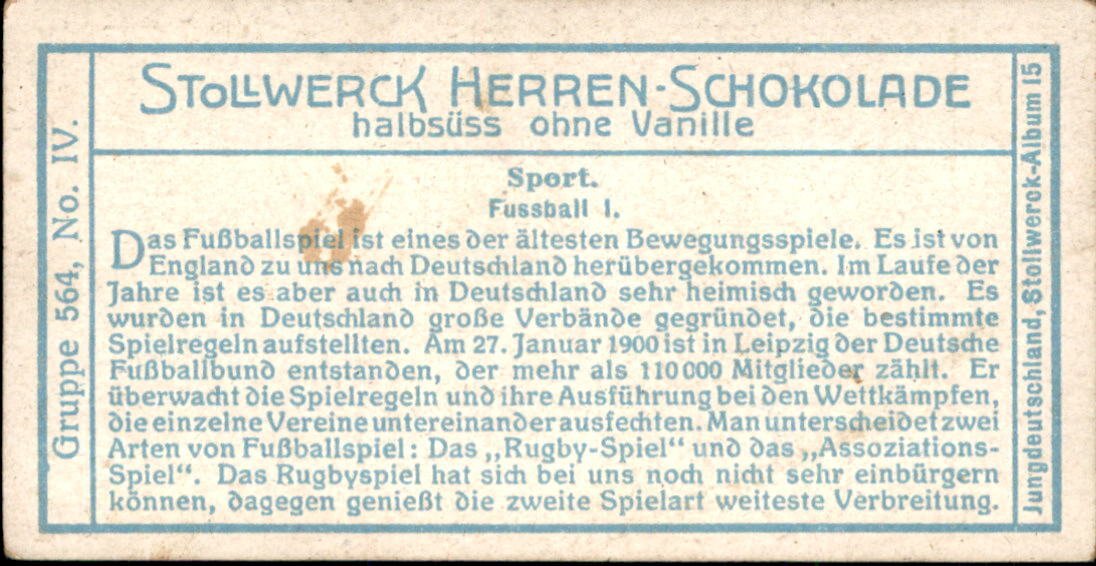 STOLLWERCK HERREN-SCHOKOLADE
halbsüss ohne Vanille
Gruppe 564, No. IV.
Sport.
Fussball I.
Das Fußballspiel ist eines der ältesten Bewegungsspiele. Es ist von
England zu uns nach Deutschland herübergekommen. Im Laufe der
Jahre ist es aber auch in Deutschland sehr heimisch geworden. Es
wurden in Deutschland große Verbände gegründet, die bestimmte
Spielregeln aufstellten. Am 27. Januar 1900 ist in Leipzig der Deutsche
Fußballbund entstanden, der mehr als 110000 Mitglieder zählt. Er
überwacht die Spielregeln und ihre Ausführung bei den Wettkämpfen,
die einzelne Vereine untereinander ausfechten. Man unterscheidet zwei
Arten von Fußballspiel: Das „Rugby-Spiel“ und das „Assoziations-
Spiel“. Das Rugbyspiel hat sich bei uns noch nicht sehr einbürgern
können, dagegen genießt die zweite Spielart weiteste Verbreitung.
Jungdeutschland, Stollwerck-Album 15